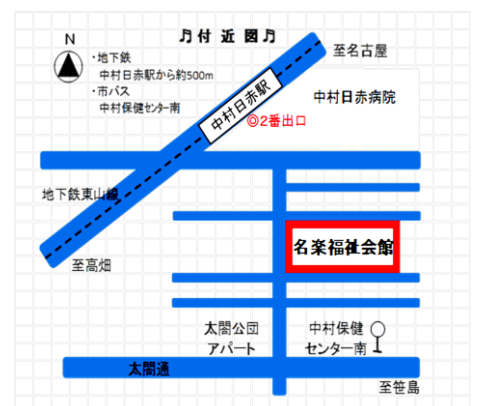 付近図
N
・地下鉄
中村日赤駅から約500m
・市バス
中村保健センター南
至名古屋
中村日赤病院
中村日赤駅
◎2番出口
地下鉄東山線
至高畑
名楽福祉会館
太閤公団
アパート
中村保健
センター南
太閤通
至笹島